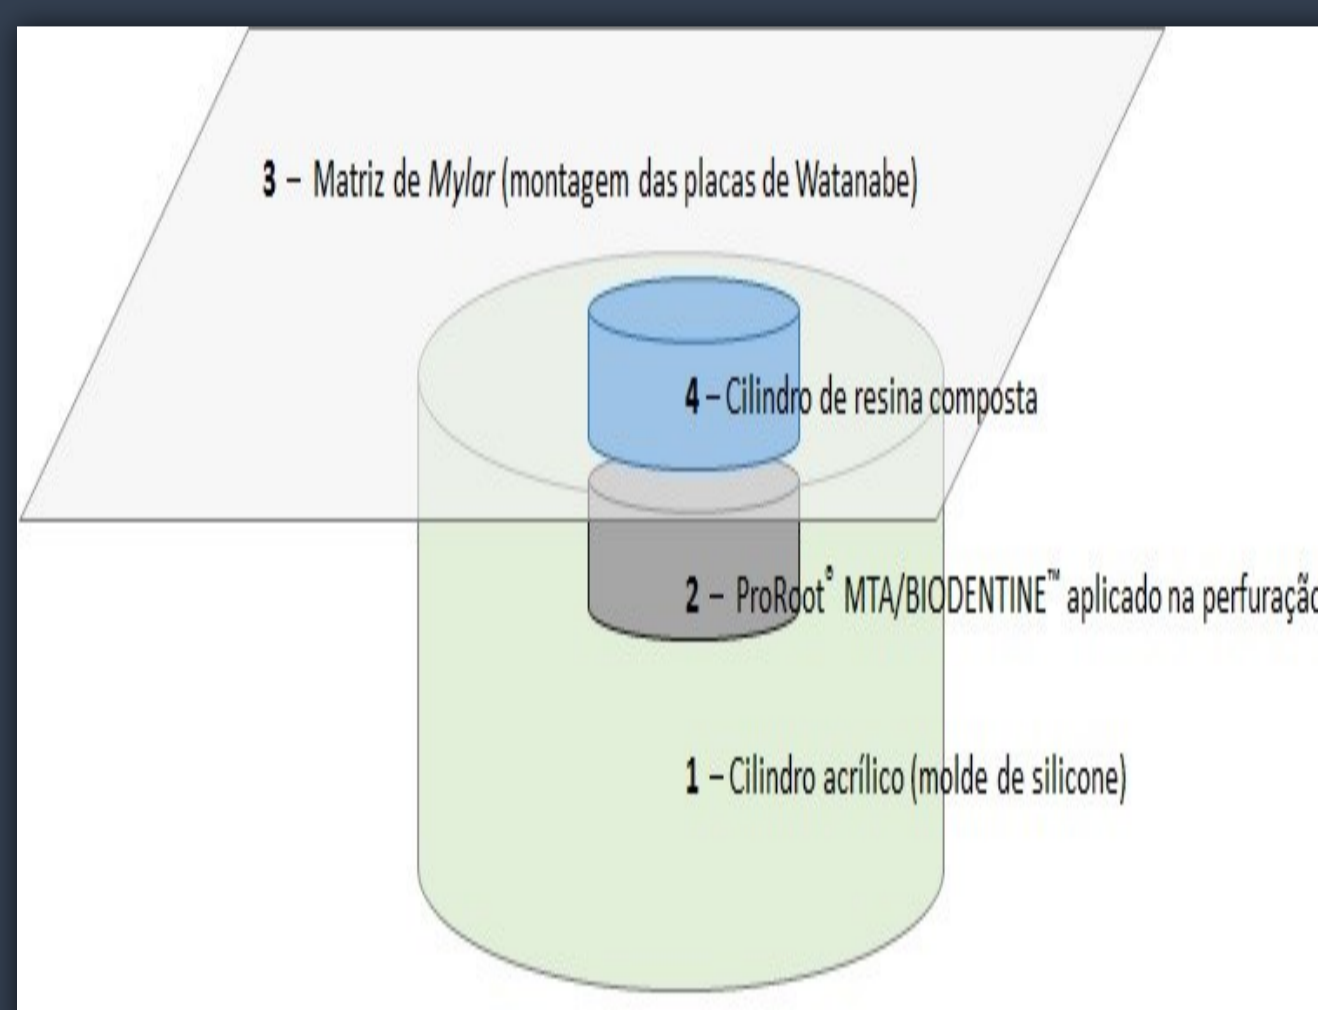 3 – Matriz de Mylar (montagem das placas de Watanabe)
4 – Cilindro de resina composta
2 – ProRoot® MTA/BIODENTINE™ aplicado na perfuração
1 – Cilindro acrílico (molde de silicone)